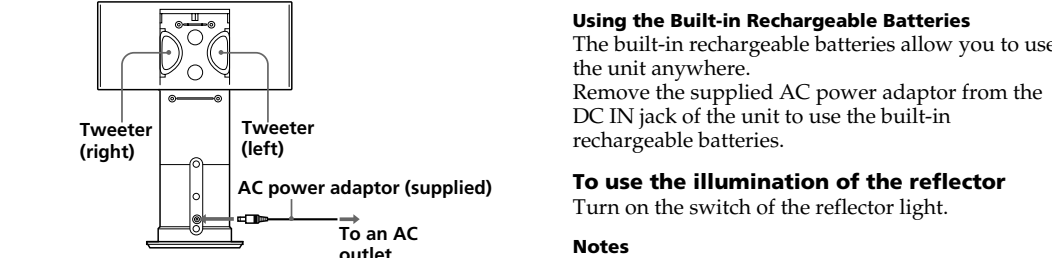 Tweeter
(right)
Tweeter
(left)
AC power adaptor (supplied)
To an AC
outlet
Using the Built-in Rechargeable Batteries
The built-in rechargeable batteries allow you to use
the unit anywhere.
Remove the supplied AC power adaptor from the
DC IN jack of the unit to use the built-in
rechargeable batteries.
To use the illumination of the reflector
Turn on the switch of the reflector light.
Notes